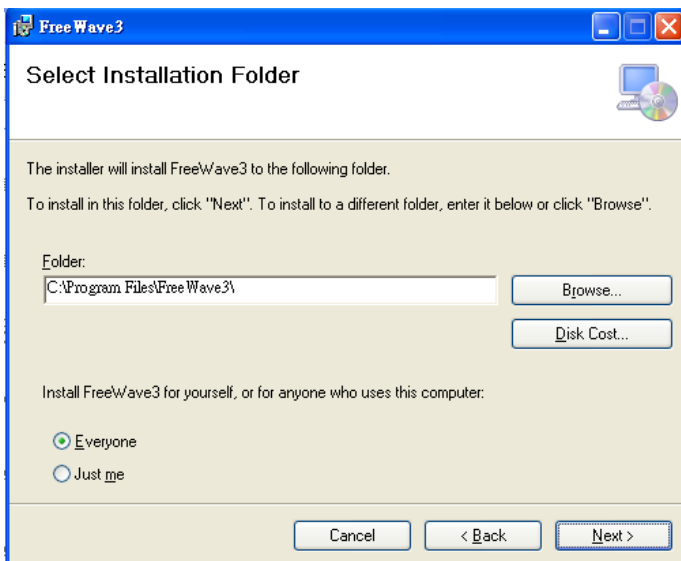 FreeWave3
Select Installation Folder
The installer will install FreeWave3 to the following folder.
To install in this folder, click "Next". To install to a different folder, enter it below or click "Browse".
Folder:
C:\Program Files\FreeWave3\
Browse...
Disk Cost...
Install FreeWave3 for yourself, or for anyone who uses this computer:
Everyone
Just me
Cancel < Back Next >